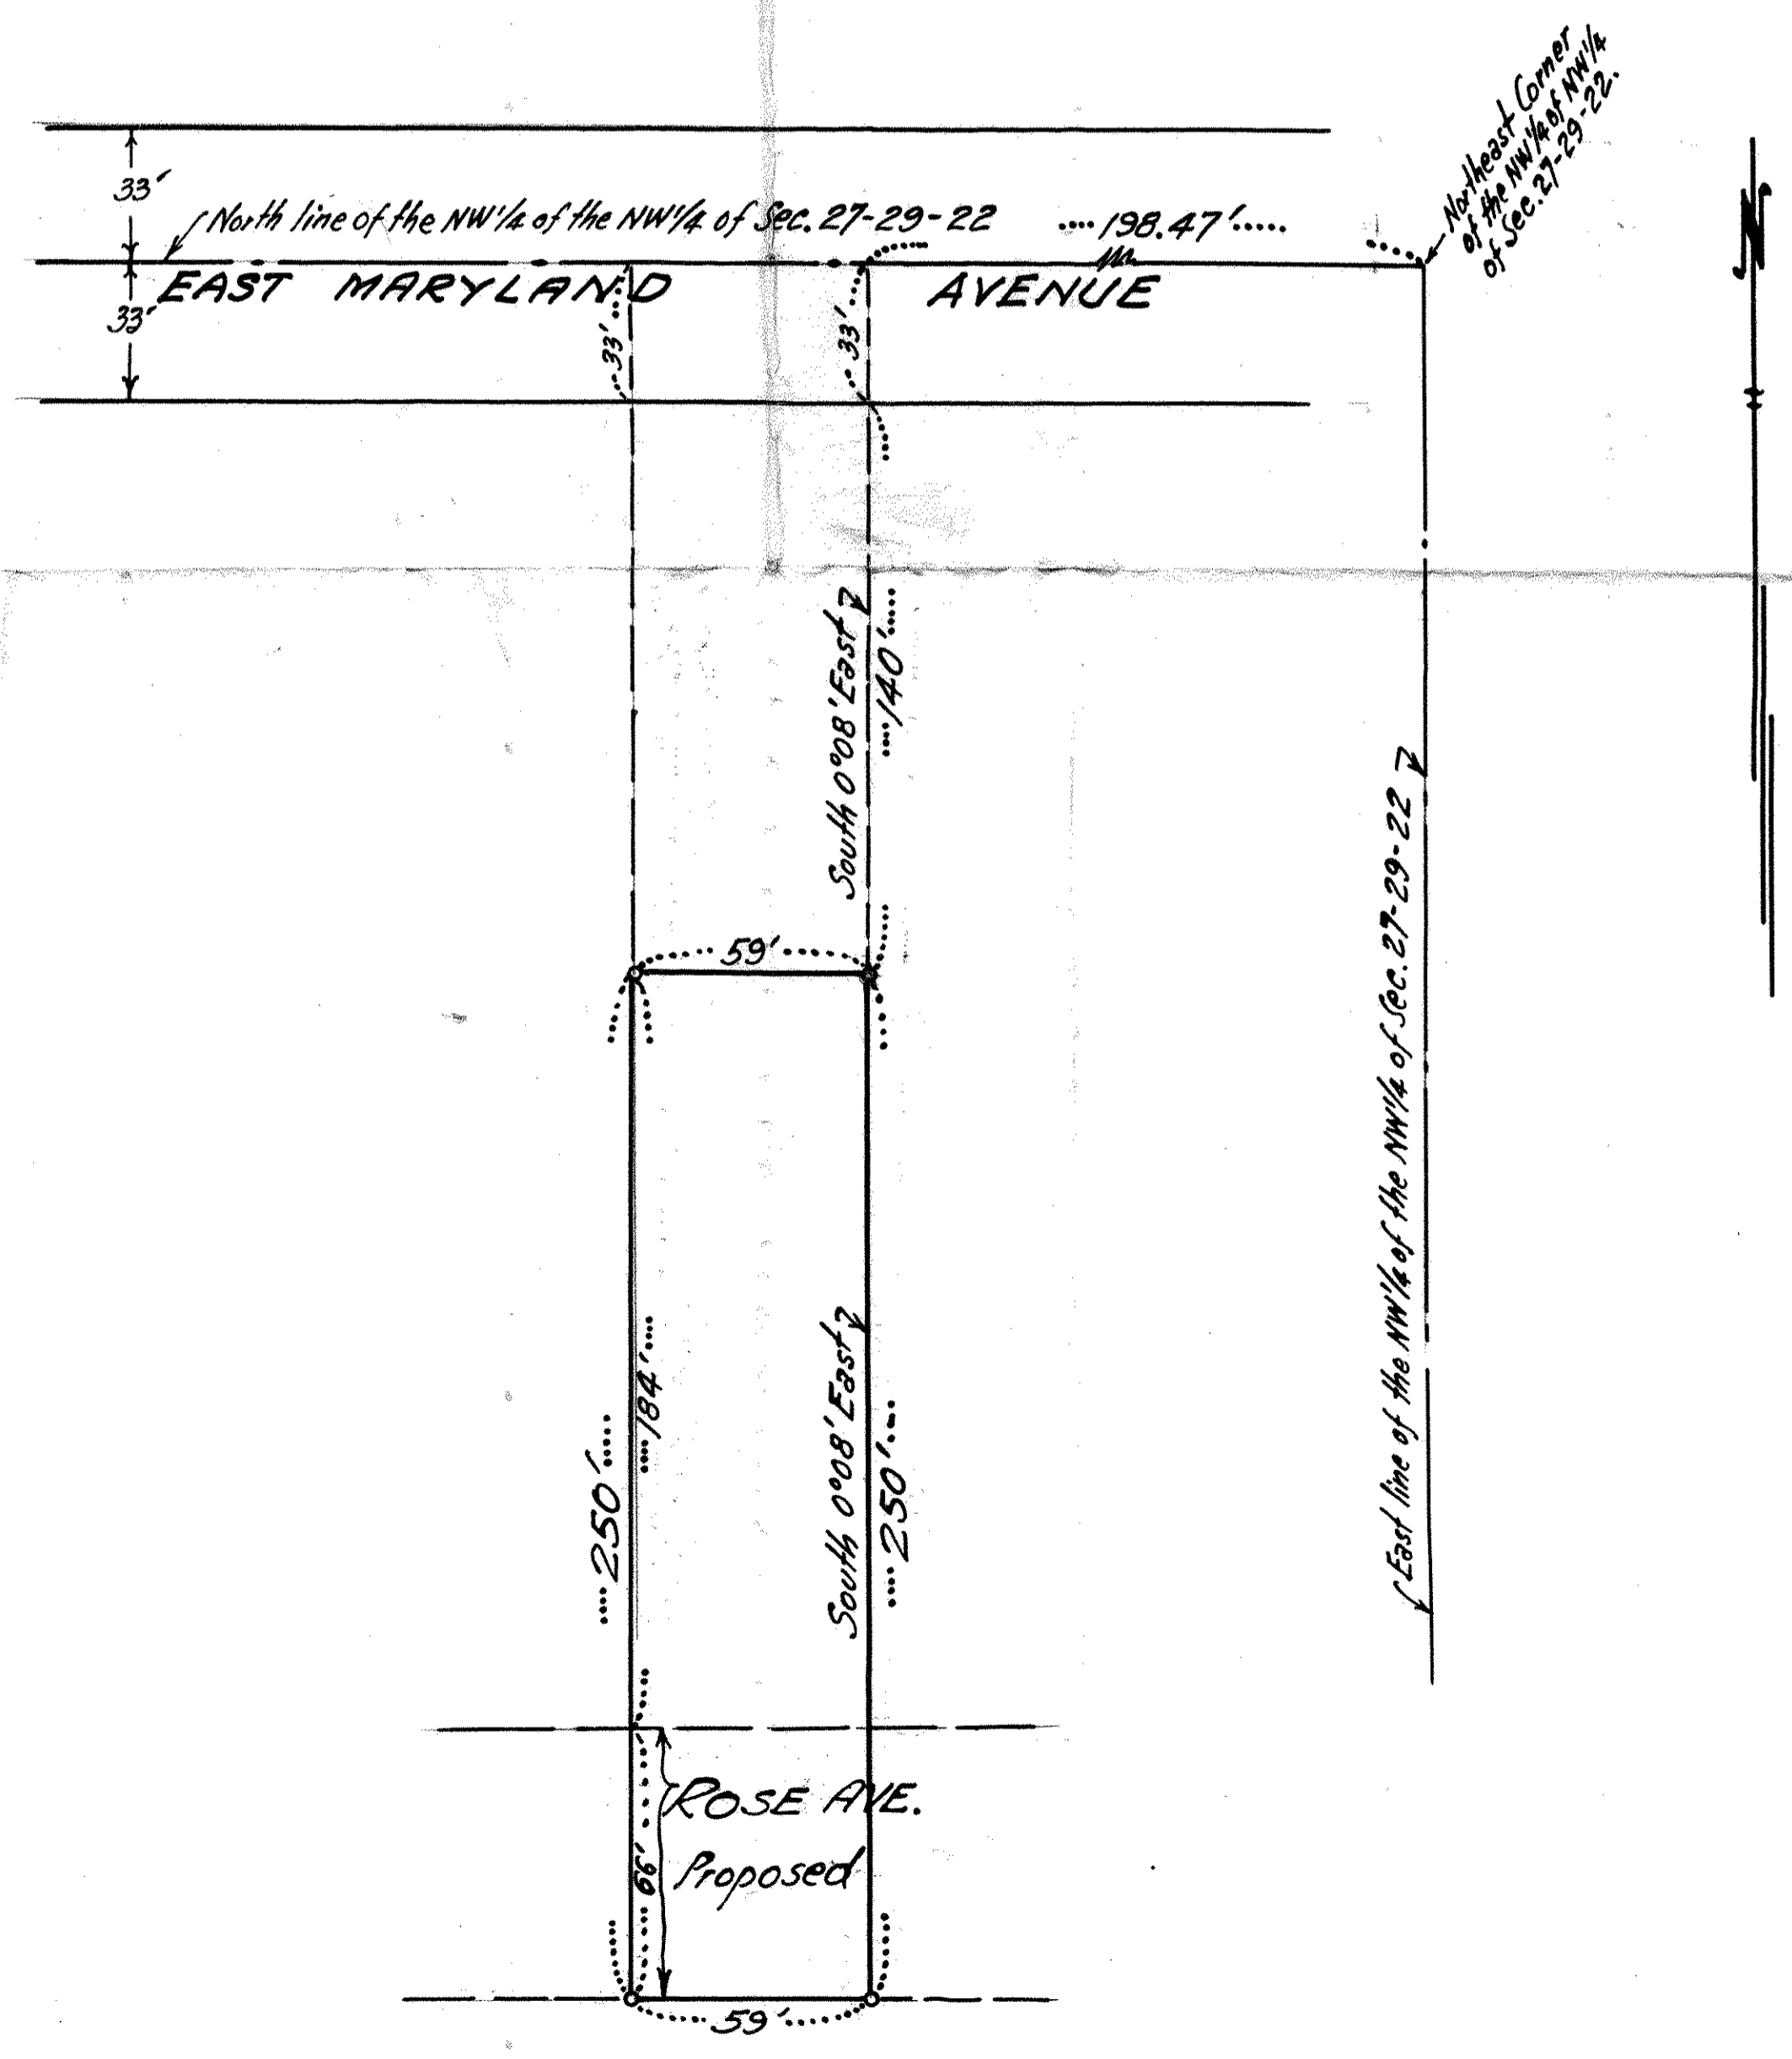 Northeast Corner
of the NW1/4 of NW1/4
of Sec. 27-29-22.
33'
North line of the NW1/4 of the NW1/4 of Sec. 27-29-22
198.47'
EAST MARYLAND AVENUE
33'
33'
33'
N
South 0°08' East
140'
59'
East line of the NW1/4 of the NW1/4 of Sec. 27-29-22
250'
184'
South 0°08' East
250'
ROSE AVE.
Proposed
66'
59'